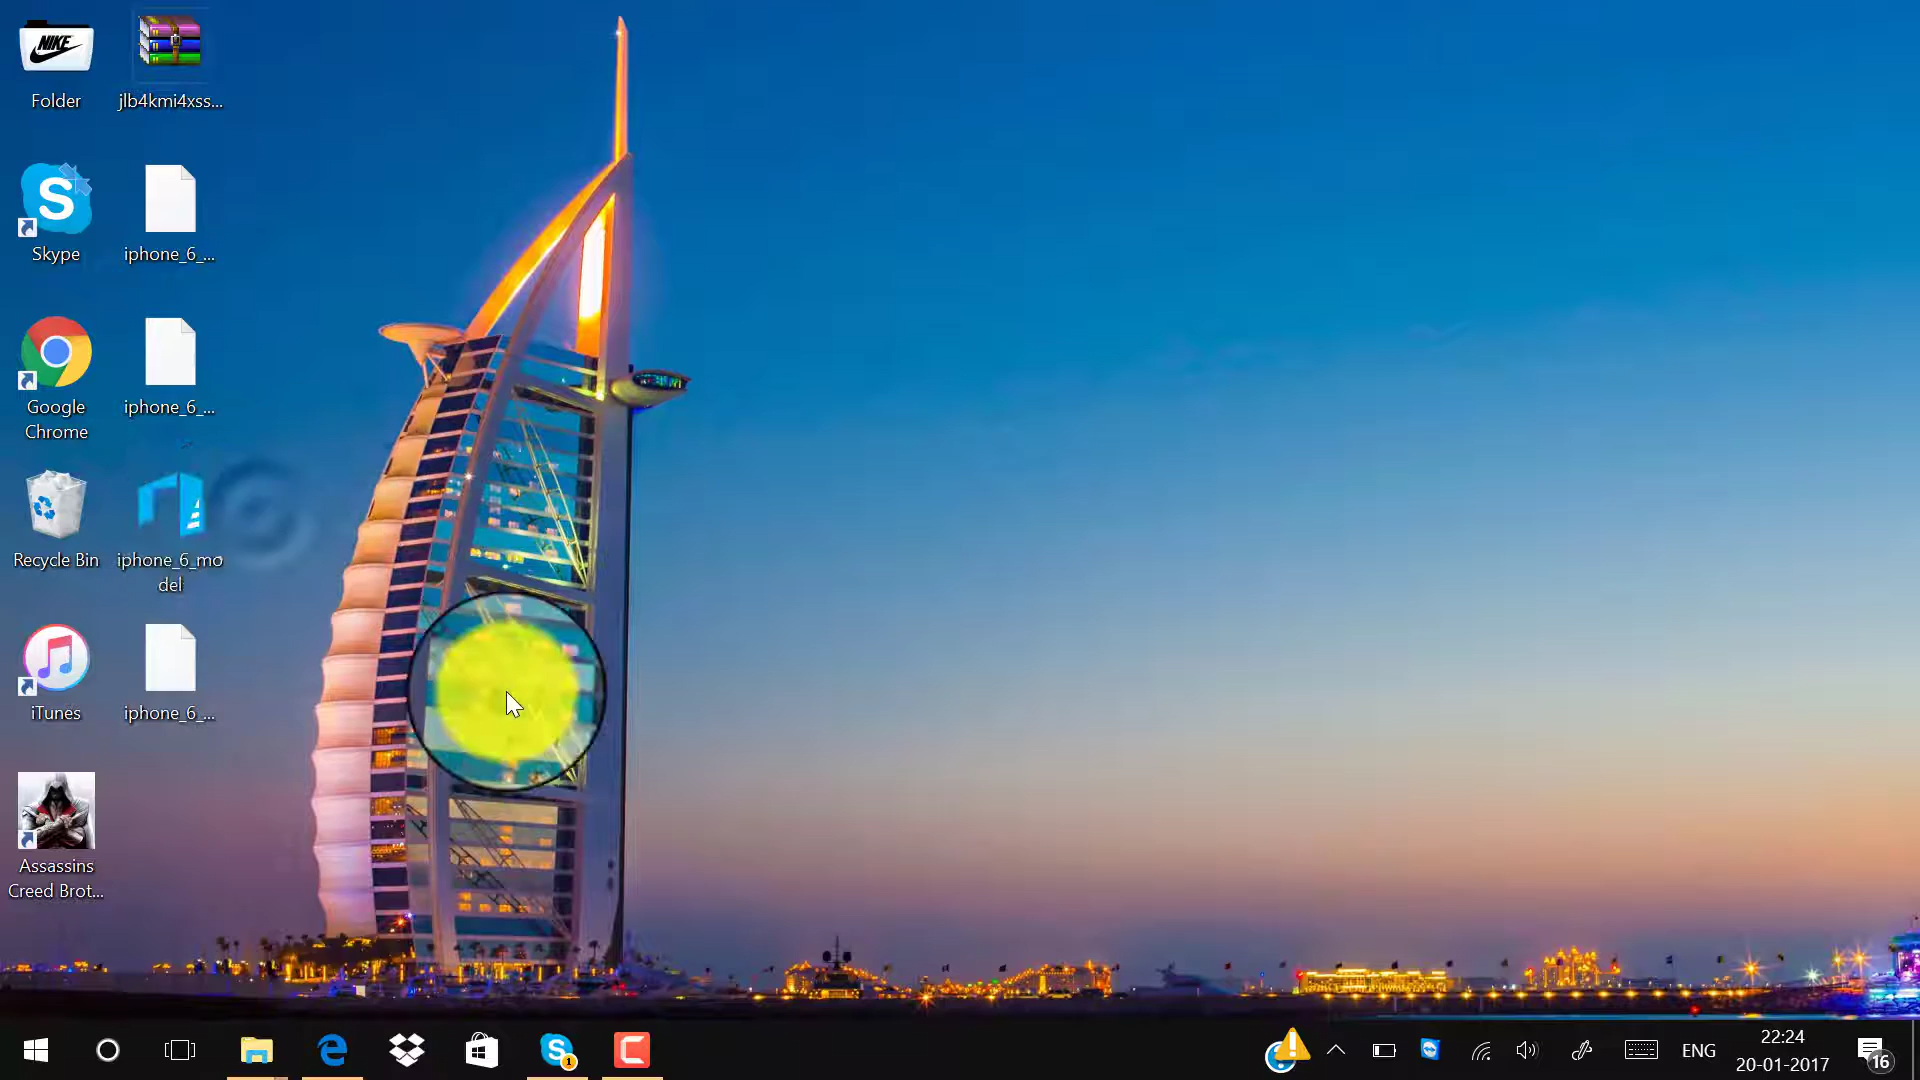 NIKE
Folder
jlb4kmi4xss...
S
Skype
iphone_6_...
Google
Chrome
iphone_6_...
Recycle Bin
iphone_6_mo
del
iTunes
iphone_6_...
Assassins
Creed Brot...
S
1
C
ENG
22:24
20-01-2017
16